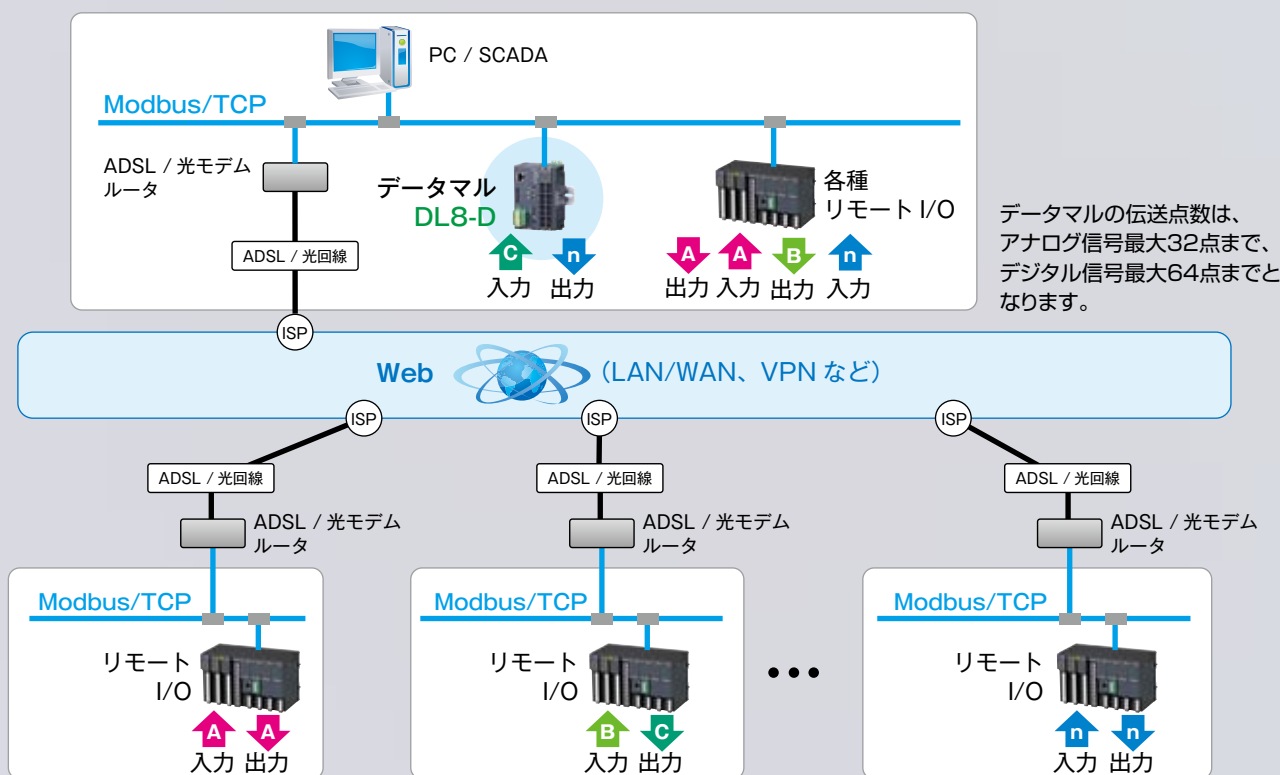 PC / SCADA
Modbus/TCP
ADSL / 光モデム
ルータ
データマル
DL8-D
各種
リモート I/O
ADSL / 光回線
C
n
A
A
B
n
入力
出力
出力
入力
出力
入力
データマルの伝送点数は、
アナログ信号最大32点まで、
デジタル信号最大64点までと
なります。
ISP
Web
(LAN/WAN、VPN など)
ISP
ISP
ISP
ADSL / 光回線
ADSL / 光回線
ADSL / 光回線
ADSL / 光モデム
ルータ
ADSL / 光モデム
ルータ
ADSL / 光モデム
ルータ
Modbus/TCP
リモート
I/O
A
A
入力
出力
Modbus/TCP
リモート
I/O
B
C
入力
出力
•••
Modbus/TCP
リモート
I/O
n
n
入力
出力